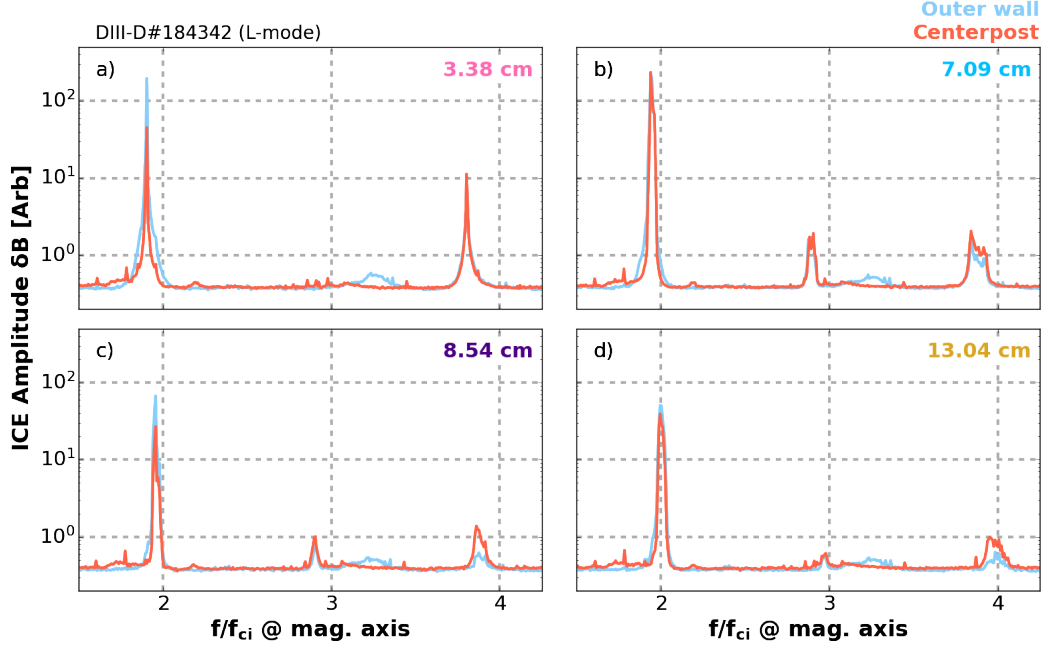 Outer wall
DIII-D#184342 (L-mode)
Centerpost
a)
3.38 cm
b)
7.09 cm
10²
10¹
10⁰
c)
8.54 cm
d)
13.04 cm
10²
10¹
10⁰
ICE Amplitude δB [Arb]
2
3
4
2
3
4
f/f_ci @ mag. axis
f/f_ci @ mag. axis